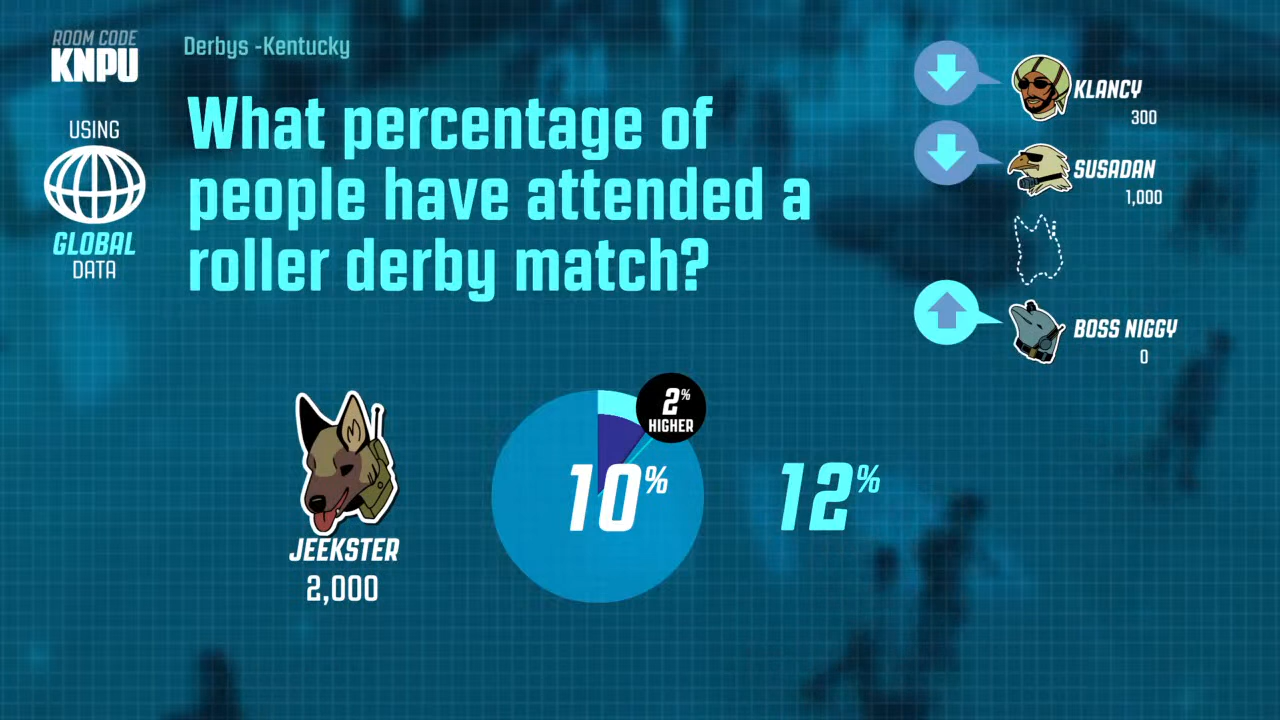 ROOM CODE
KNPU
USING
GLOBAL
DATA
Derbys -Kentucky
What percentage of
people have attended a
roller derby match?
KLANCY
300
SUSADAN
1,000
BOSS NIGGY
0
JEEKSTER
2,000
10%
2%
HIGHER
12%